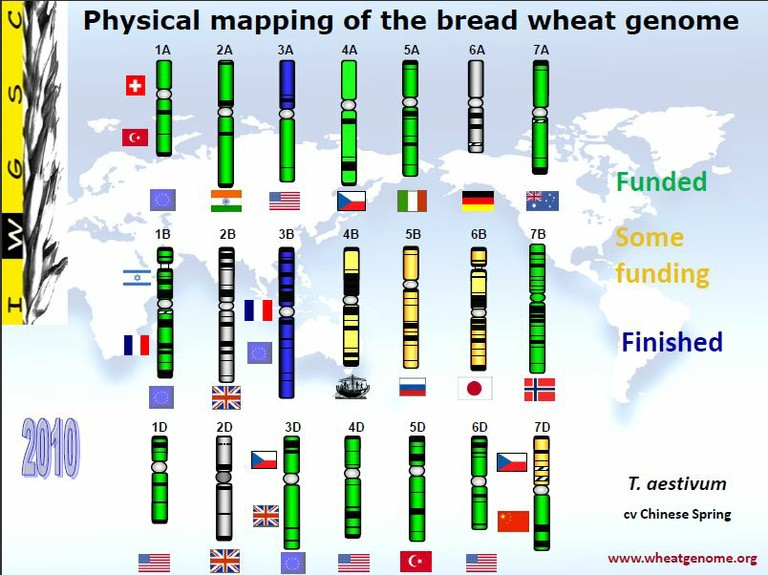 Physical mapping of the bread wheat genome
I W G S C
1A 2A 3A 4A 5A 6A 7A
Funded
Some
funding
1B 2B 3B 4B 5B 6B 7B
Finished
2010
1D 2D 3D 4D 5D 6D 7D
T. aestivum
cv Chinese Spring
www.wheatgenome.org